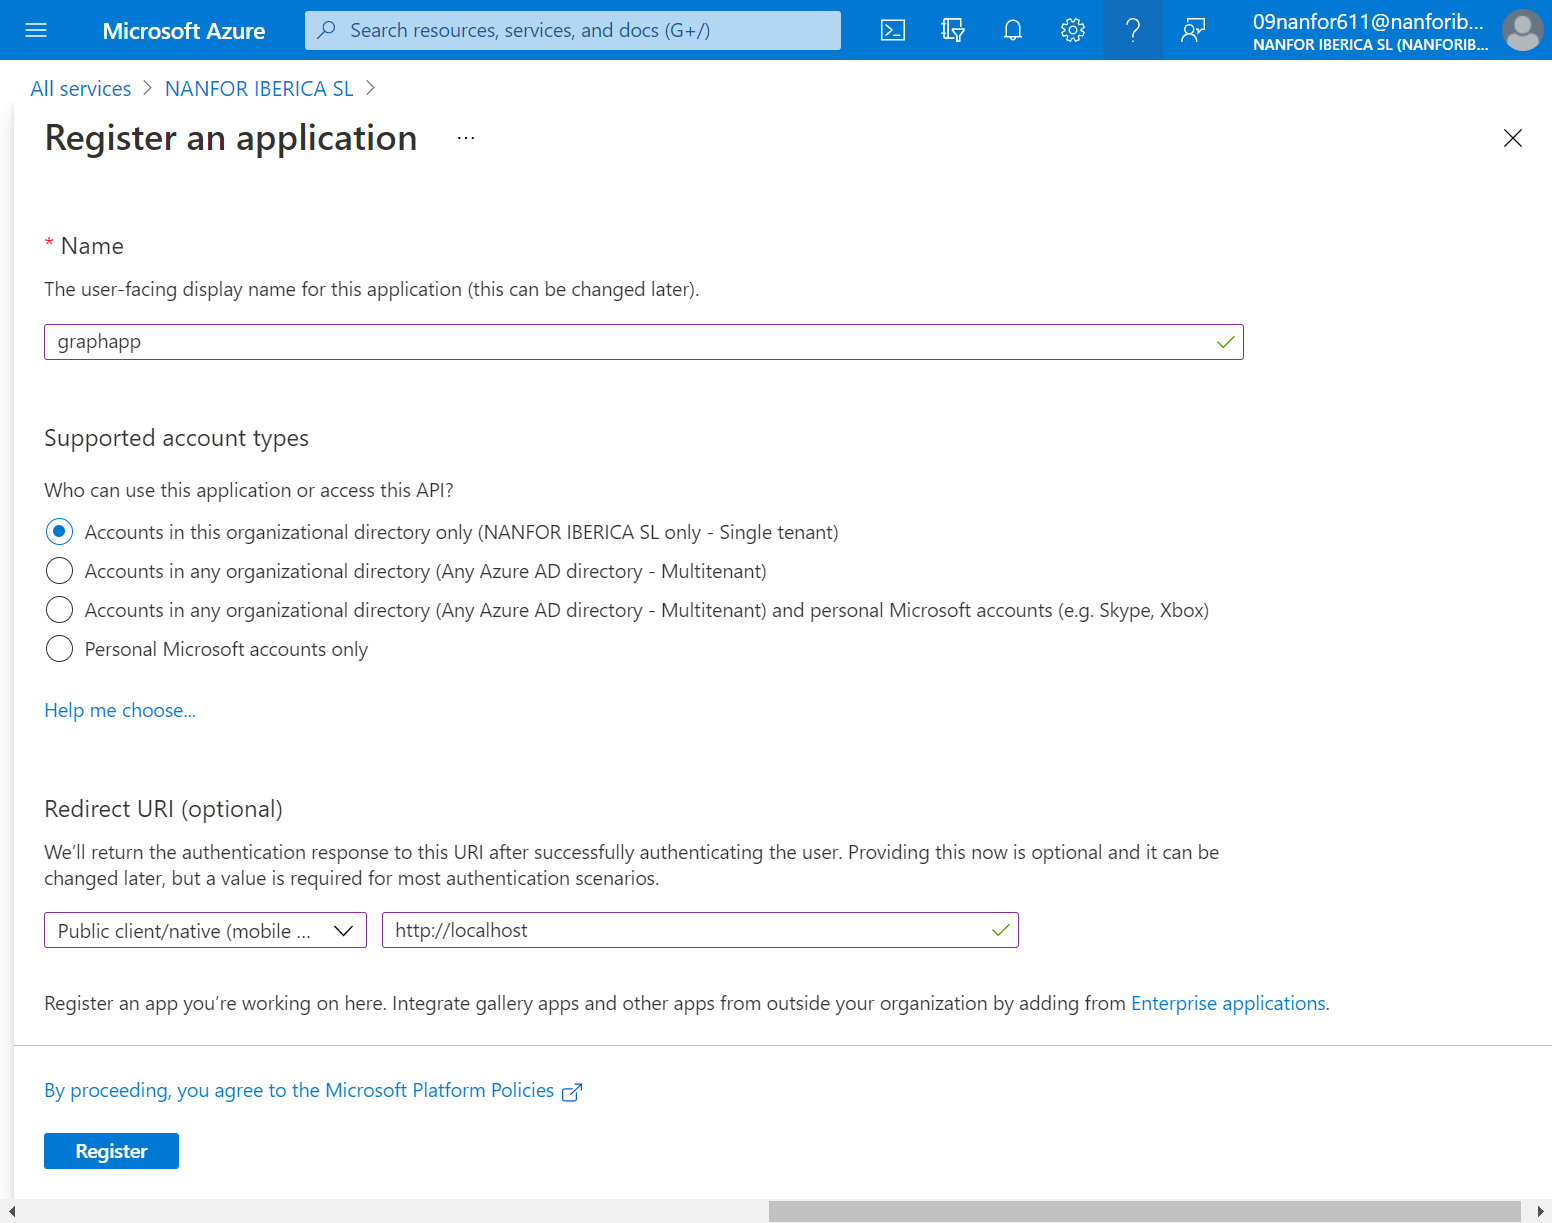 Microsoft Azure
Search resources, services, and docs (G+/)
09nanfor611@nanforib...
NANFOR IBERICA SL (NANFORIB...
All services > NANFOR IBERICA SL >
Register an application ...
* Name
The user-facing display name for this application (this can be changed later).
graphapp
Supported account types
Who can use this application or access this API?
Accounts in this organizational directory only (NANFOR IBERICA SL only - Single tenant)
Accounts in any organizational directory (Any Azure AD directory - Multitenant)
Accounts in any organizational directory (Any Azure AD directory - Multitenant) and personal Microsoft accounts (e.g. Skype, Xbox)
Personal Microsoft accounts only
Help me choose...
Redirect URI (optional)
We’ll return the authentication response to this URI after successfully authenticating the user. Providing this now is optional and it can be
changed later, but a value is required for most authentication scenarios.
Public client/native (mobile ...
http://localhost
Register an app you’re working on here. Integrate gallery apps and other apps from outside your organization by adding from Enterprise applications.
By proceeding, you agree to the Microsoft Platform Policies
Register